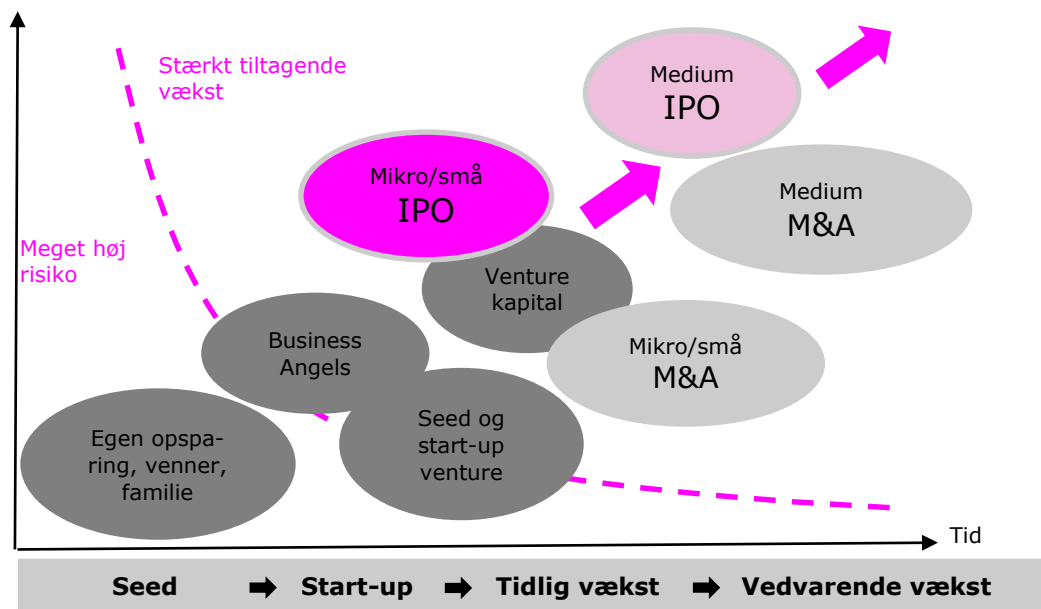 Stærkt tiltagende
vækst
Medium
IPO
Mikro/små
IPO
Medium
M&A
Meget høj
risiko
Venture
kapital
Business
Angels
Mikro/små
M&A
Egen opspa-
ring, venner,
familie
Seed og
start-up
venture
Tid
Seed
Start-up
Tidlig vækst
Vedvarende vækst